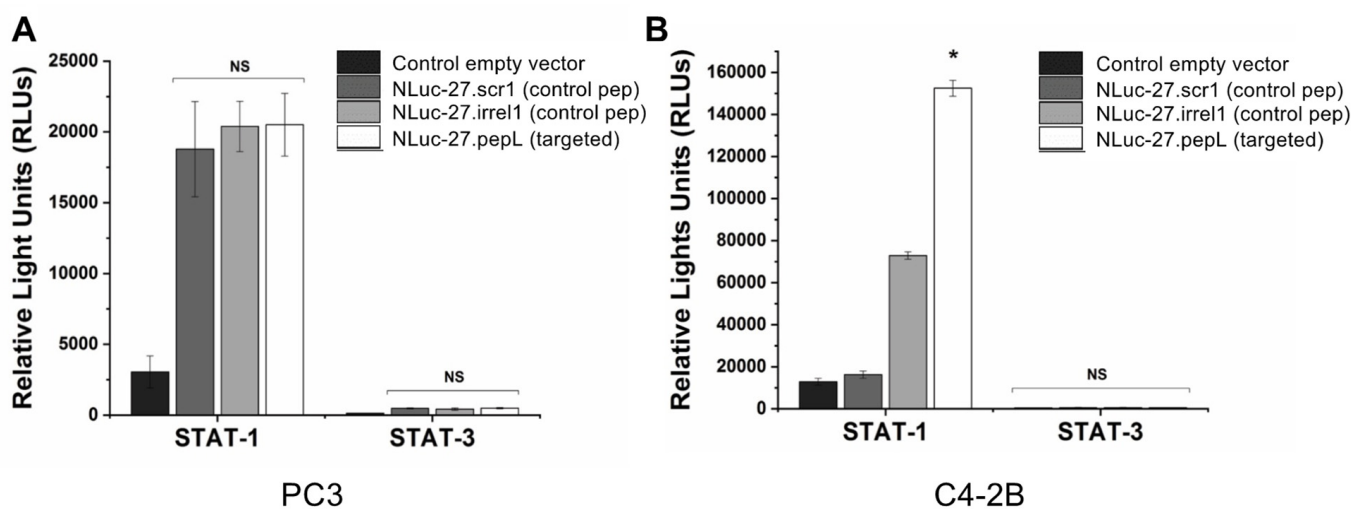 A
Relative Light Units (RLUs)
25000
20000
15000
10000
5000
0
NS
Control empty vector
NLuc-27.scr1 (control pep)
NLuc-27.irrel1 (control pep)
NLuc-27.pepL (targeted)
NS
STAT-1
STAT-3
PC3
B
Relative Lights Units (RLUs)
160000
140000
120000
100000
80000
60000
40000
20000
0
*
Control empty vector
NLuc-27.scr1 (control pep)
NLuc-27.irrel1 (control pep)
NLuc-27.pepL (targeted)
NS
STAT-1
STAT-3
C4-2B